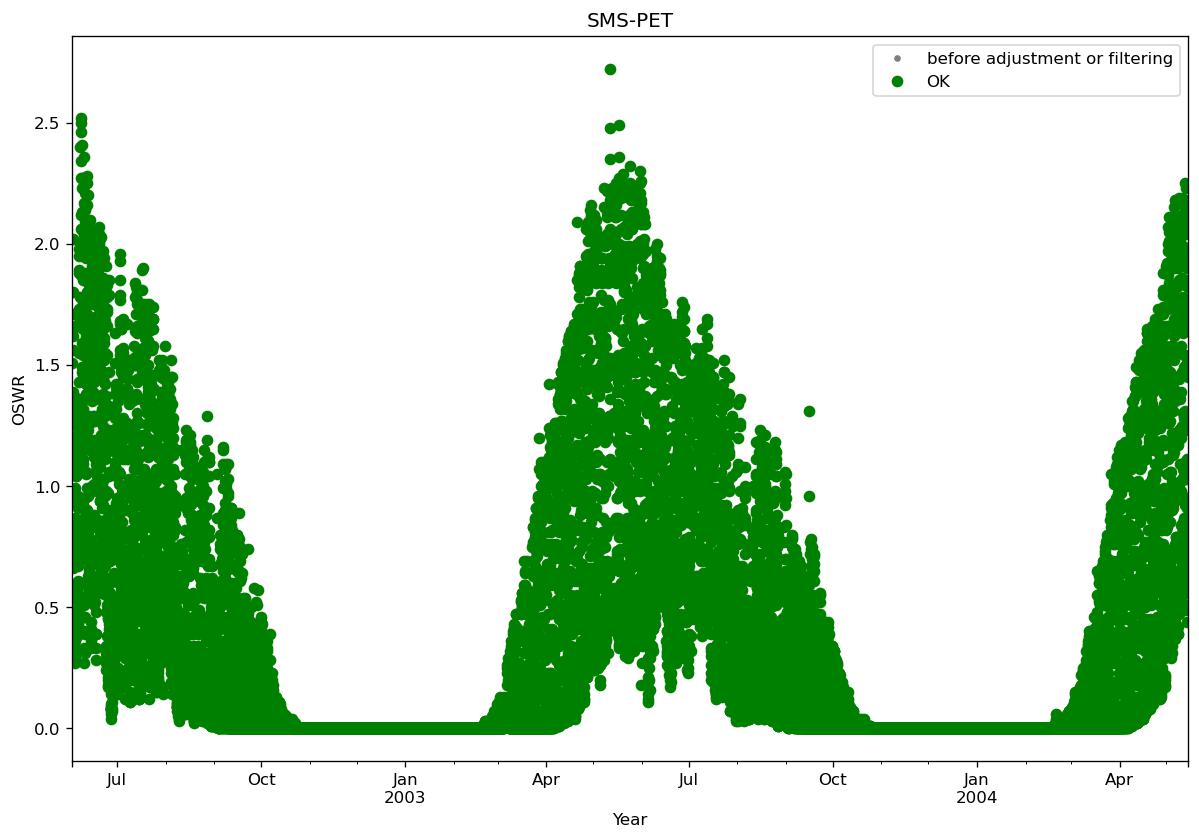 SMS-PET
before adjustment or filtering
OK
OSWR
2.5
2.0
1.5
1.0
0.5
0.0
Jul Oct Jan Apr Jul Oct Jan Apr
2003 2004
Year